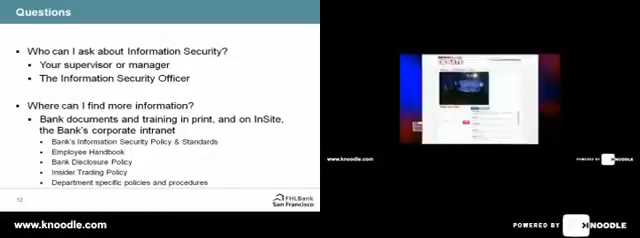 Questions
• Who can I ask about Information Security?
• Your supervisor or manager
• The Information Security Officer
• Where can I find more information?
• Bank documents and training in print, and on InSite,
the Bank's corporate intranet
• Bank's Information Security Policy & Standards
• Employee Handbook
• Bank Disclosure Policy
• Insider Trading Policy
• Department specific policies and procedures
12
FHLBank
San Francisco
DEBATE
www.knoodle.com
POWERED BY KNOODLE
www.knoodle.com
POWERED BY KNOODLE